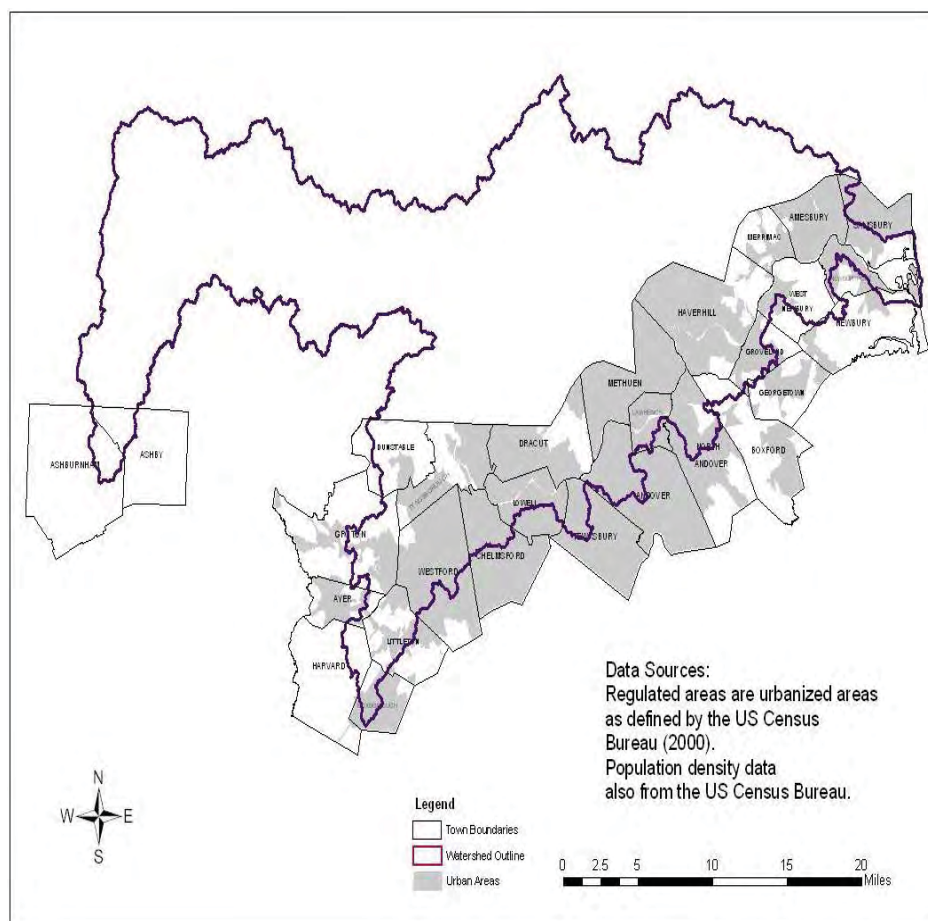 AMESBURY
SALISBURY
MERRIMAC
WEST
NEWBURY
NEWBURY
HAVERHILL
GROVELAND
GEORGETOWN
METHUEN
LAWRENCE
DRACUT
NORTH
ANDOVER
BOXFORD
ANDOVER
DUNSTABLE
LOWELL
TEWKSBURY
CHELMSFORD
WESTFORD
GROTON
AYER
LITTLETON
HARVARD
ASHBURNHAM
ASHBY
Data Sources:
Regulated areas are urbanized areas
as defined by the US Census
Bureau (2000).
Population density data
also from the US Census Bureau.
N
W E
S
Legend
Town Boundaries
Watershed Outline
Urban Areas
0 2.5 5 10 15 20
Miles